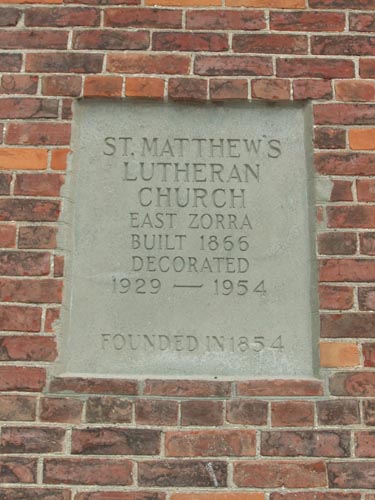 ST. MATTHEW'S
LUTHERAN
CHURCH
EAST ZORRA
BUILT 1866
DECORATED
1929 — 1954
FOUNDED IN 1854